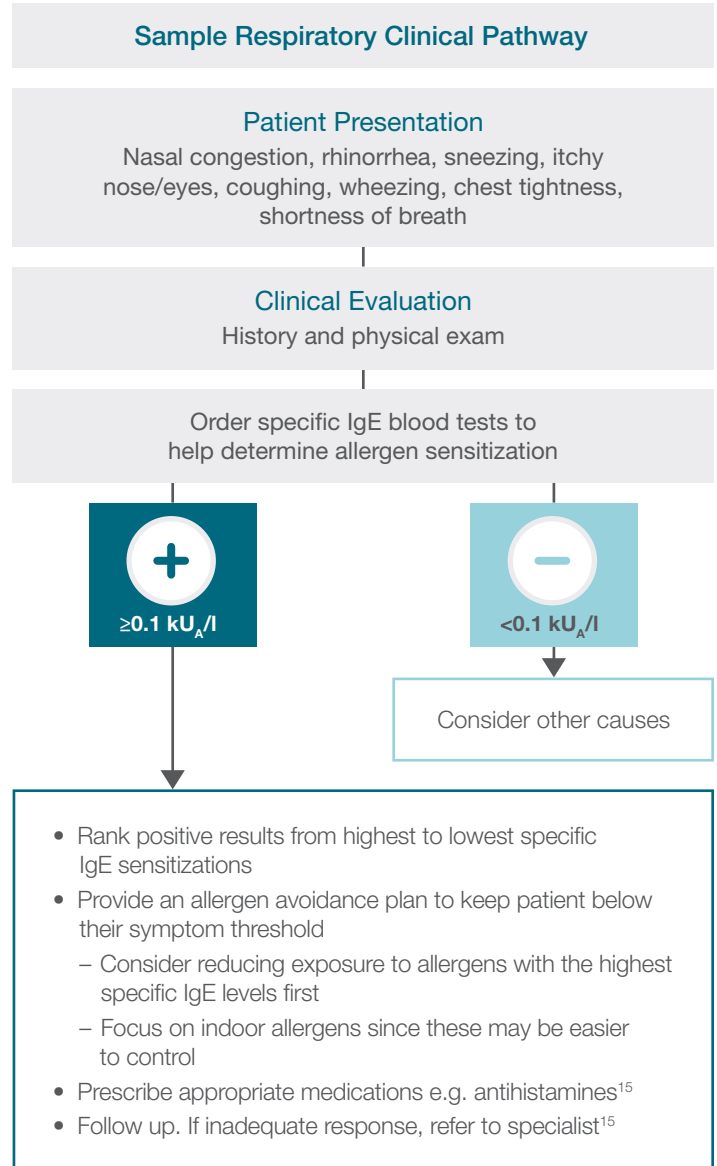 Sample Respiratory Clinical Pathway
Patient Presentation
Nasal congestion, rhinorrhea, sneezing, itchy
nose/eyes, coughing, wheezing, chest tightness,
shortness of breath
Clinical Evaluation
History and physical exam
Order specific IgE blood tests to
help determine allergen sensitization
+
≥0.1 kU_A/l
−
<0.1 kU_A/l
Consider other causes
• Rank positive results from highest to lowest specific
IgE sensitizations
• Provide an allergen avoidance plan to keep patient below
their symptom threshold
– Consider reducing exposure to allergens with the highest
specific IgE levels first
– Focus on indoor allergens since these may be easier
to control
• Prescribe appropriate medications e.g. antihistamines¹⁵
• Follow up. If inadequate response, refer to specialist¹⁵